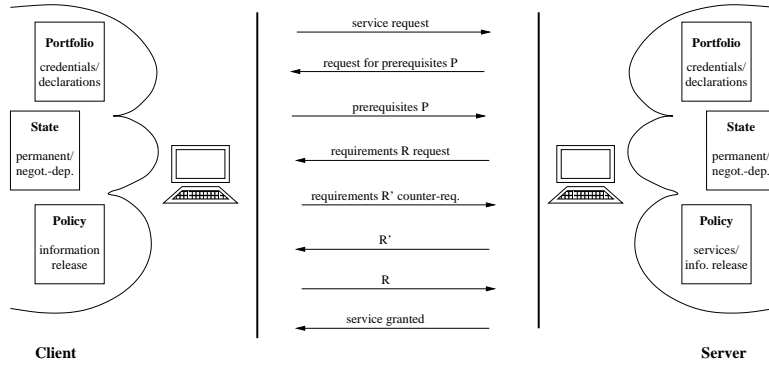 Portfolio
credentials/
declarations
State
permanent/
negot.-dep.
Policy
information
release
Client
service request
request for prerequisites P
prerequisites P
requirements R request
requirements R’ counter-req.
R’
R
service granted
Portfolio
credentials/
declarations
State
permanent/
negot.-dep.
Policy
services/
info. release
Server